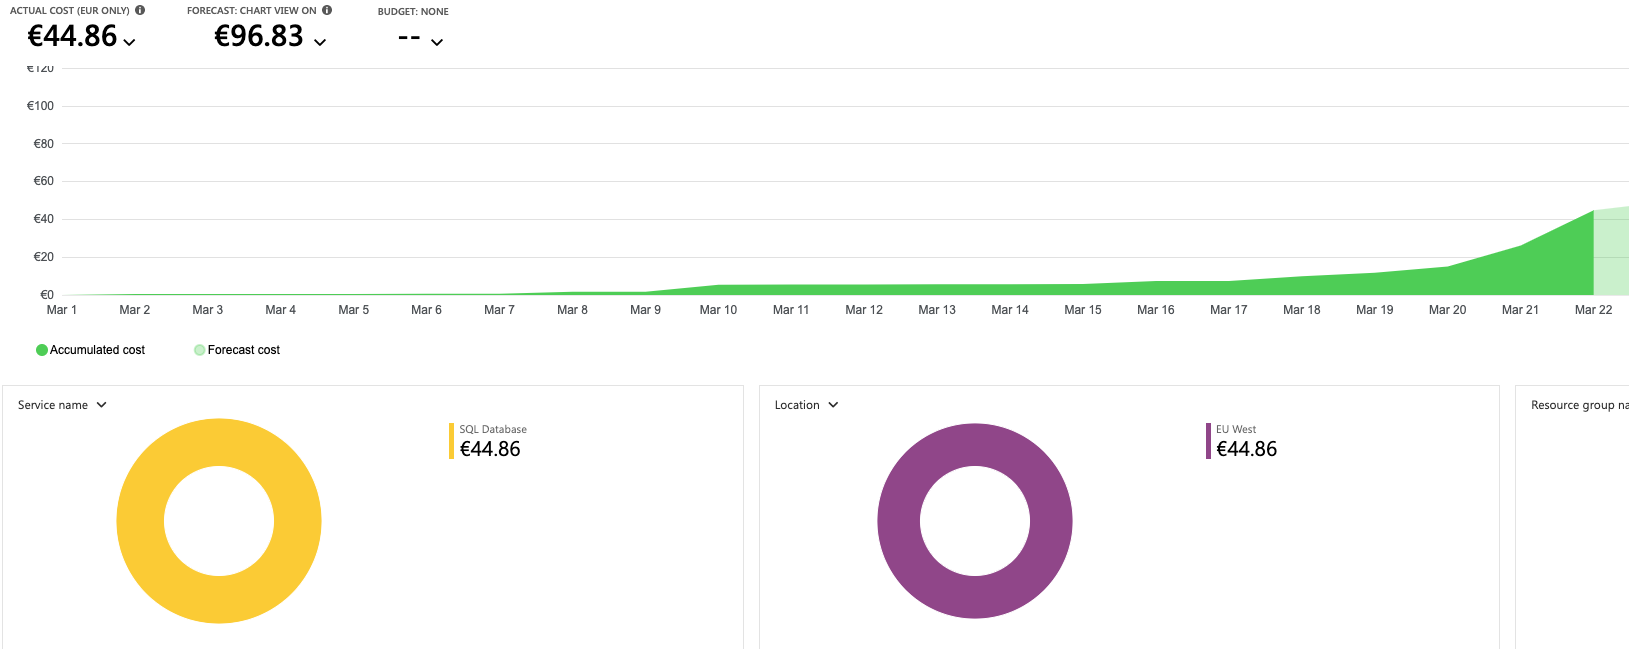 ACTUAL COST (EUR ONLY)
FORECAST: CHART VIEW ON
BUDGET: NONE
€44.86
€96.83
--
€120
€100
€80
€60
€40
€20
€0
Mar 1 Mar 2 Mar 3 Mar 4 Mar 5 Mar 6 Mar 7 Mar 8 Mar 9 Mar 10 Mar 11 Mar 12 Mar 13 Mar 14 Mar 15 Mar 16 Mar 17 Mar 18 Mar 19 Mar 20 Mar 21 Mar 22
Accumulated cost
Forecast cost
Service name
SQL Database
€44.86
Location
EU West
€44.86
Resource group na